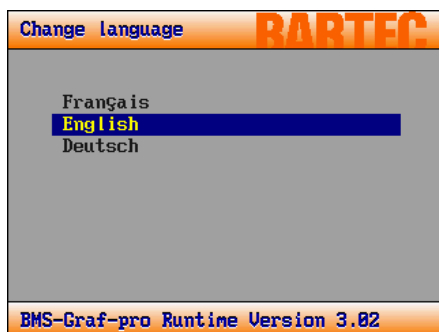 Change language
BARTEC
Français
English
Deutsch
BMS-Graf-pro Runtime Version 3.02